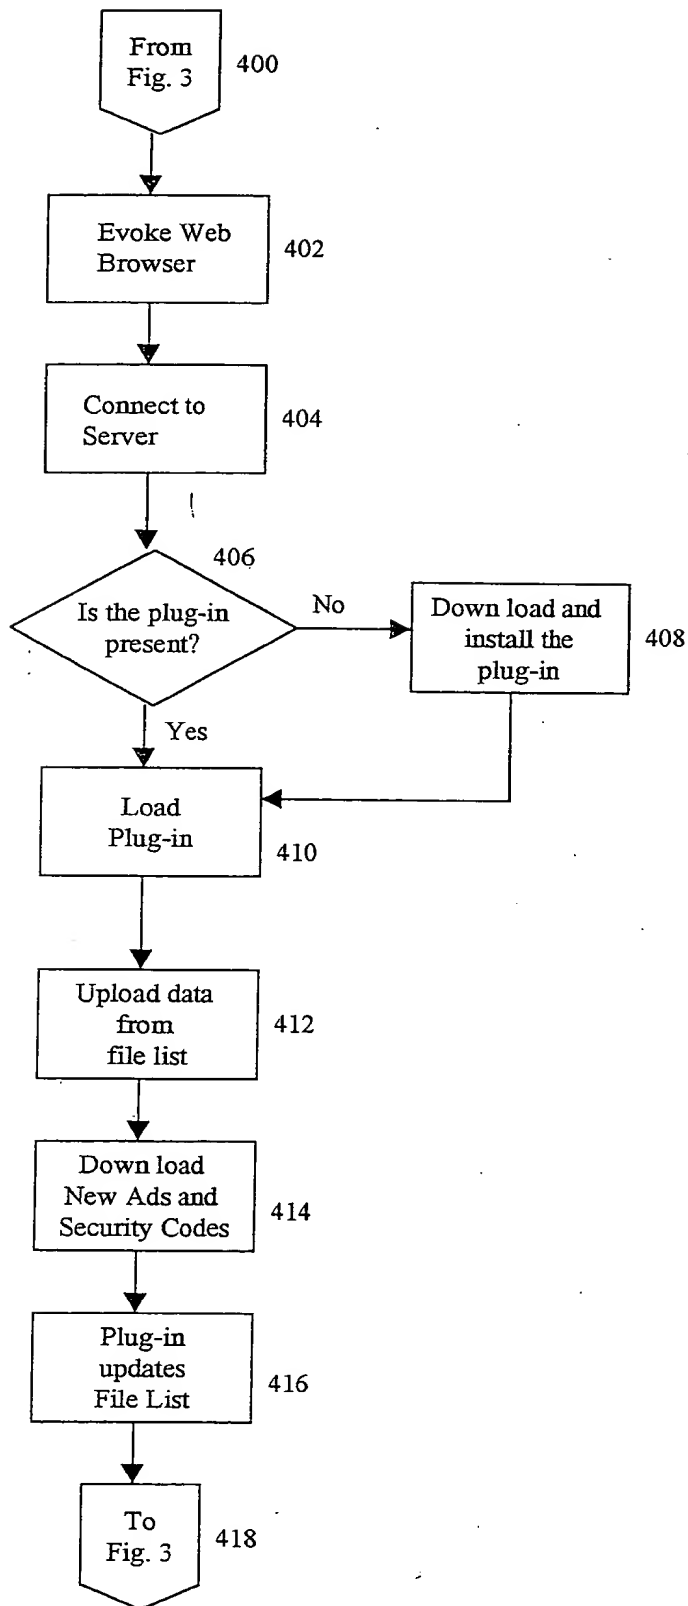 From
Fig. 3
400
Evoke Web
Browser
402
Connect to
Server
404
406
Is the plug-in
present?
No
Down load and
install the
plug-in
408
Yes
Load
Plug-in
410
Upload data
from
file list
412
Down load
New Ads and
Security Codes
414
Plug-in
updates
File List
416
To
Fig. 3
418